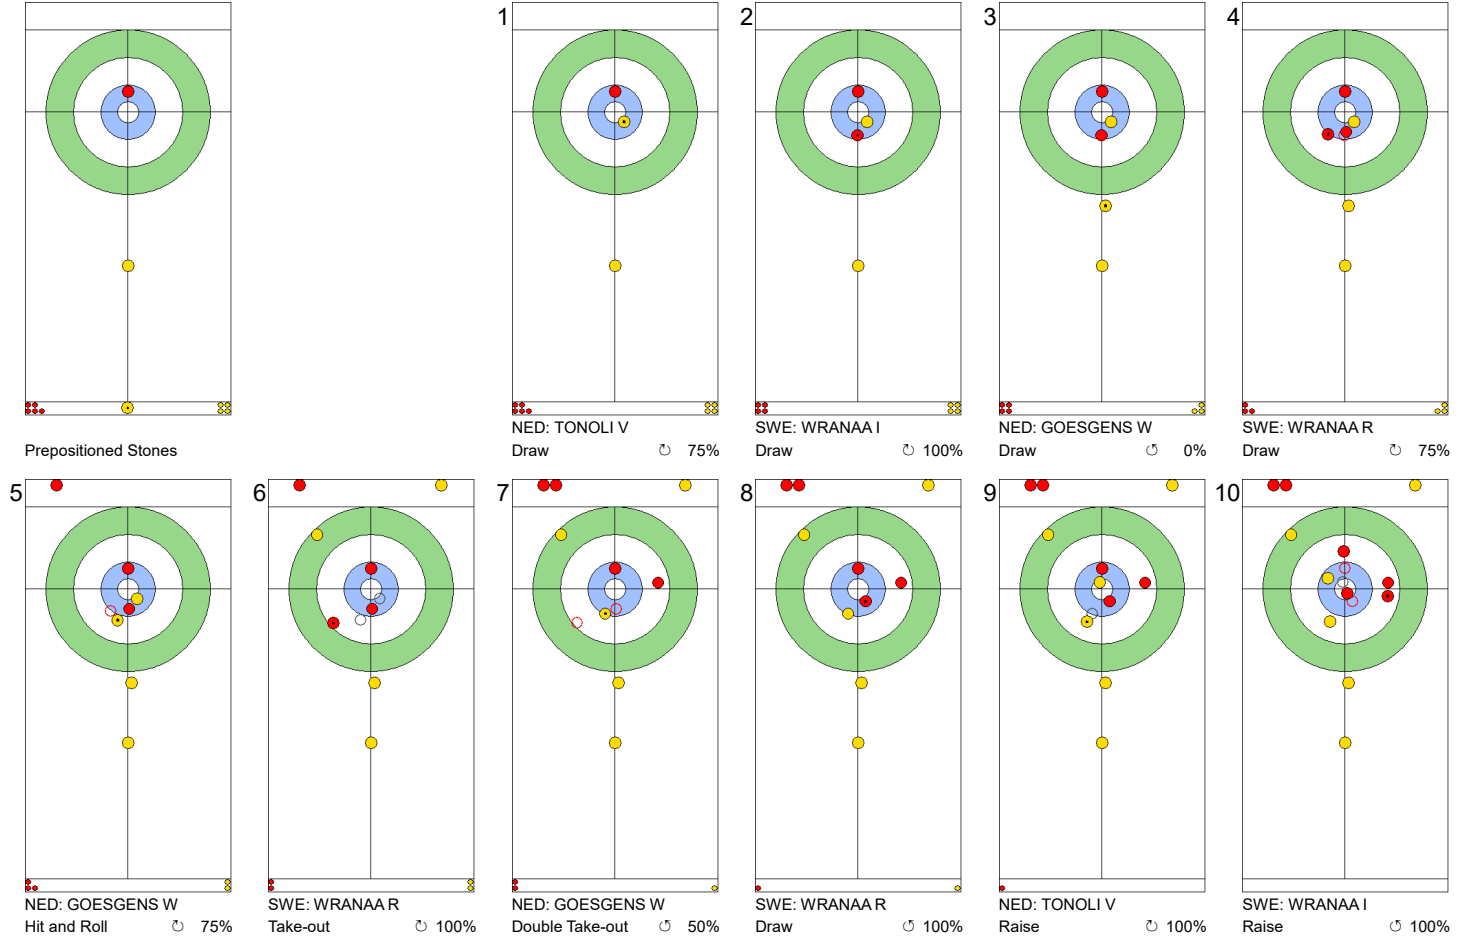 1 2 3 4
Prepositioned Stones
NED: TONOLI V
Draw 75%
SWE: WRANAA I
Draw 100%
NED: GOESGENS W
Draw 0%
SWE: WRANAA R
Draw 75%
5 6 7 8 9 10
NED: GOESGENS W
Hit and Roll 75%
SWE: WRANAA R
Take-out 100%
NED: GOESGENS W
Double Take-out 50%
SWE: WRANAA R
Draw 100%
NED: TONOLI V
Raise 100%
SWE: WRANAA I
Raise 100%